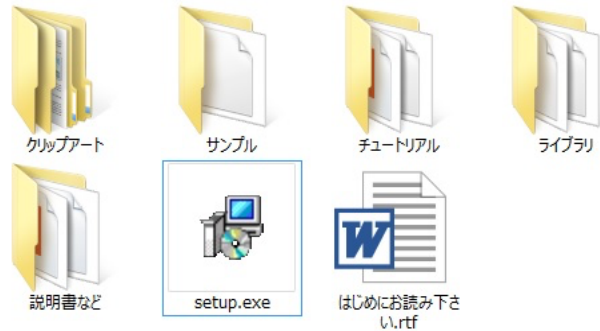 クリップアート
サンプル
チュートリアル
ライブラリ
説明書など
setup.exe
はじめにお読み下さ
い.rtf
W